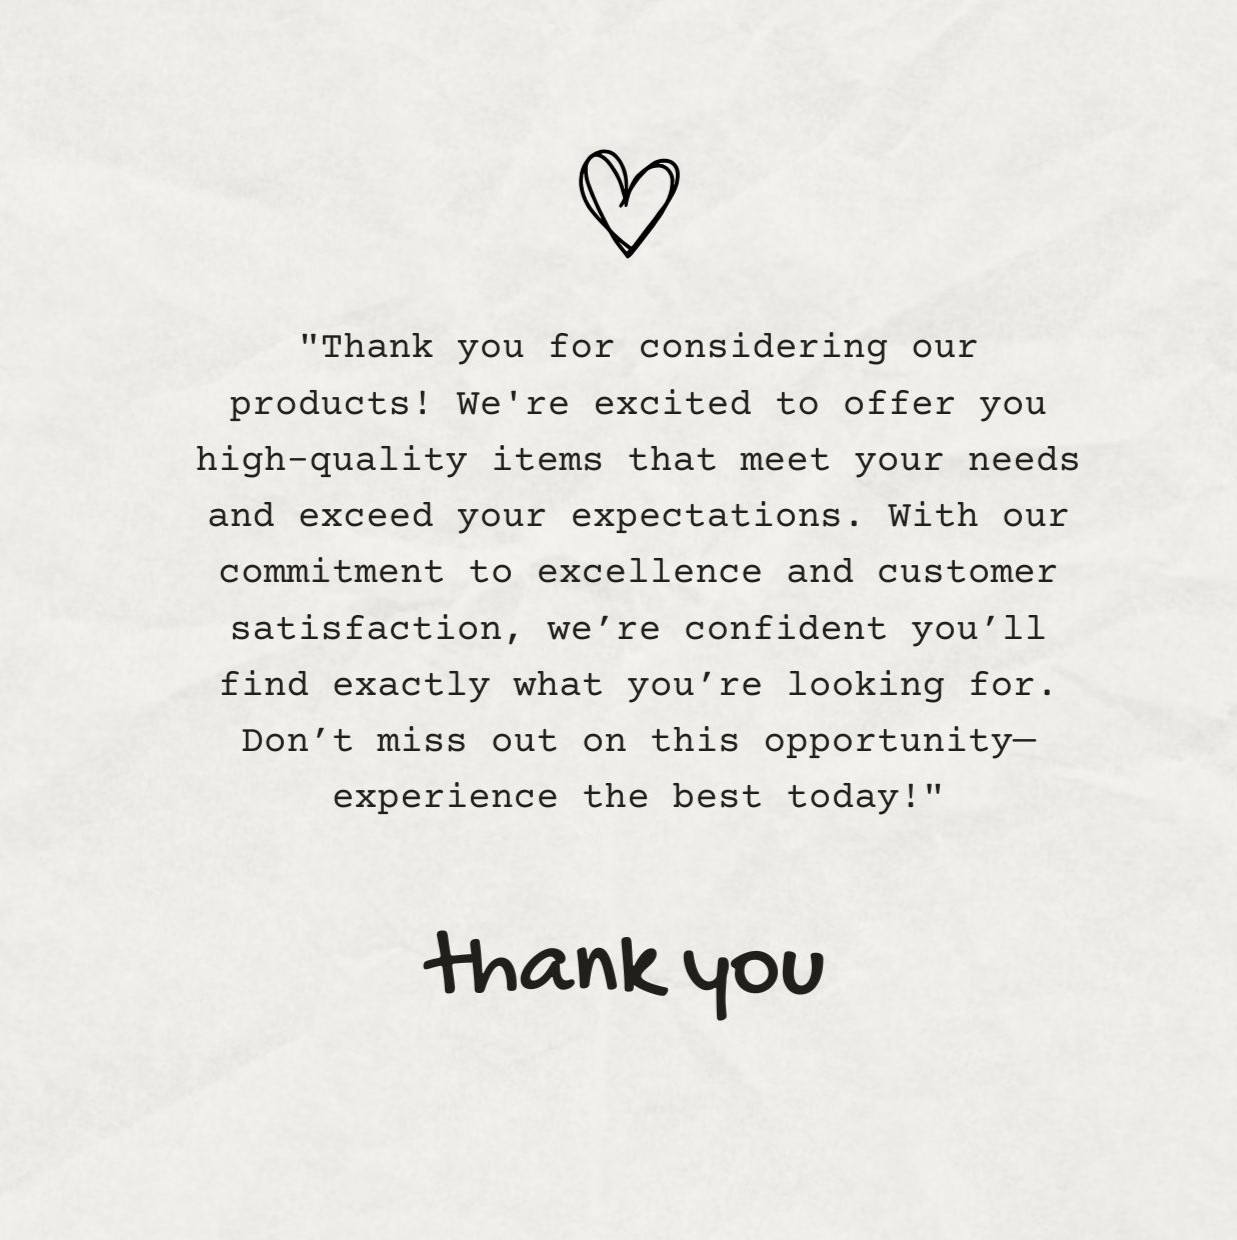 "Thank you for considering our
products! We're excited to offer you
high-quality items that meet your needs
and exceed your expectations. With our
commitment to excellence and customer
satisfaction, we’re confident you’ll
find exactly what you’re looking for.
Don’t miss out on this opportunity—
experience the best today!"
thank you